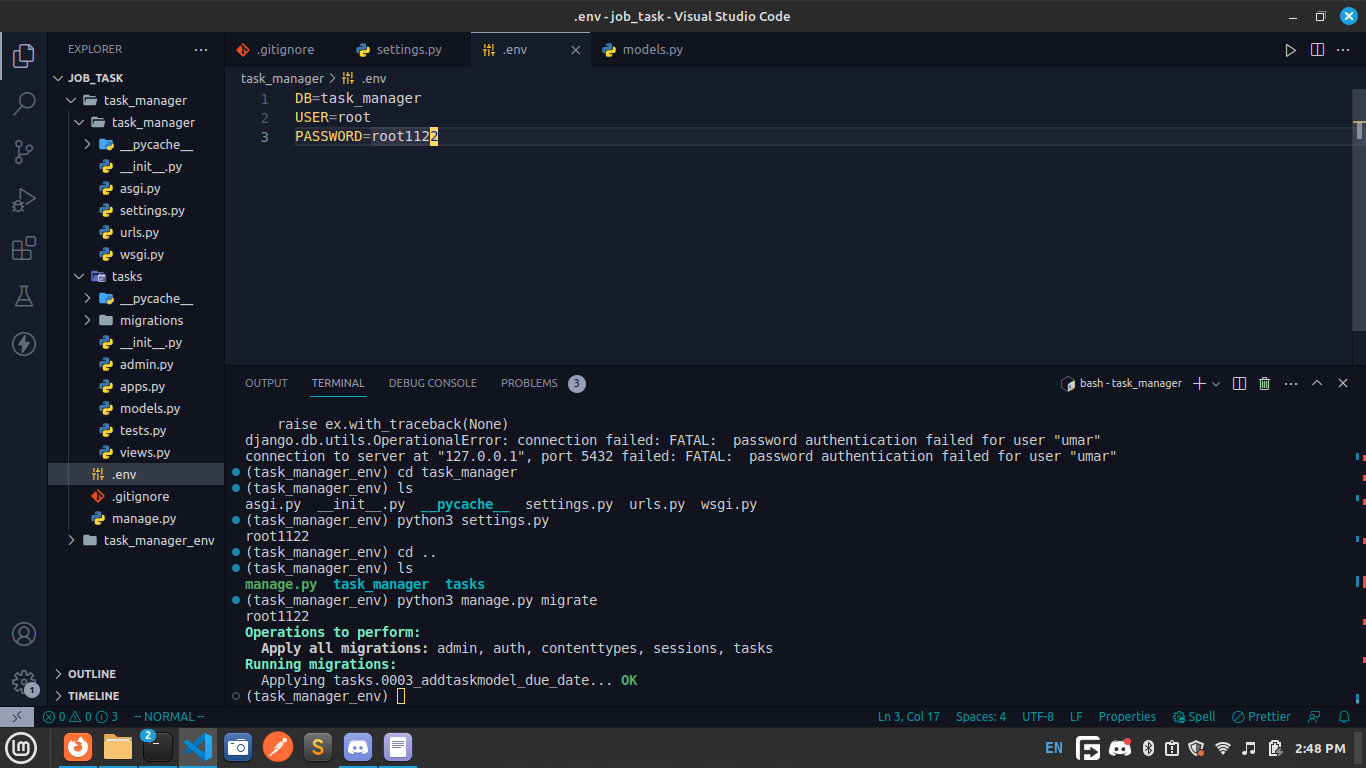 .env - job_task - Visual Studio Code
EXPLORER
.gitignore
settings.py
.env
models.py
JOB_TASK
task_manager
task_manager
__pycache__
__init__.py
asgi.py
settings.py
urls.py
wsgi.py
tasks
__pycache__
migrations
__init__.py
admin.py
apps.py
models.py
tests.py
views.py
.env
.gitignore
manage.py
task_manager_env
OUTLINE
TIMELINE
1
task_manager > .env
1 DB=task_manager
2 USER=root
3 PASSWORD=root1122
OUTPUT TERMINAL DEBUG CONSOLE PROBLEMS 3
bash - task_manager
raise ex.with_traceback(None)
django.db.utils.OperationalError: connection failed: FATAL:  password authentication failed for user "umar"
connection to server at "127.0.0.1", port 5432 failed: FATAL:  password authentication failed for user "umar"
(task_manager_env) cd task_manager
(task_manager_env) ls
asgi.py  __init__.py  __pycache__  settings.py  urls.py  wsgi.py
(task_manager_env) python3 settings.py
root1122
(task_manager_env) cd ..
(task_manager_env) ls
manage.py  task_manager  tasks
(task_manager_env) python3 manage.py migrate
root1122
Operations to perform:
Apply all migrations: admin, auth, contenttypes, sessions, tasks
Running migrations:
Applying tasks.0003_addtaskmodel_due_date... OK
(task_manager_env)
0 0 3 -- NORMAL --
Ln 3, Col 17 Spaces: 4 UTF-8 LF Properties Spell Prettier
2
S
EN
2:48 PM